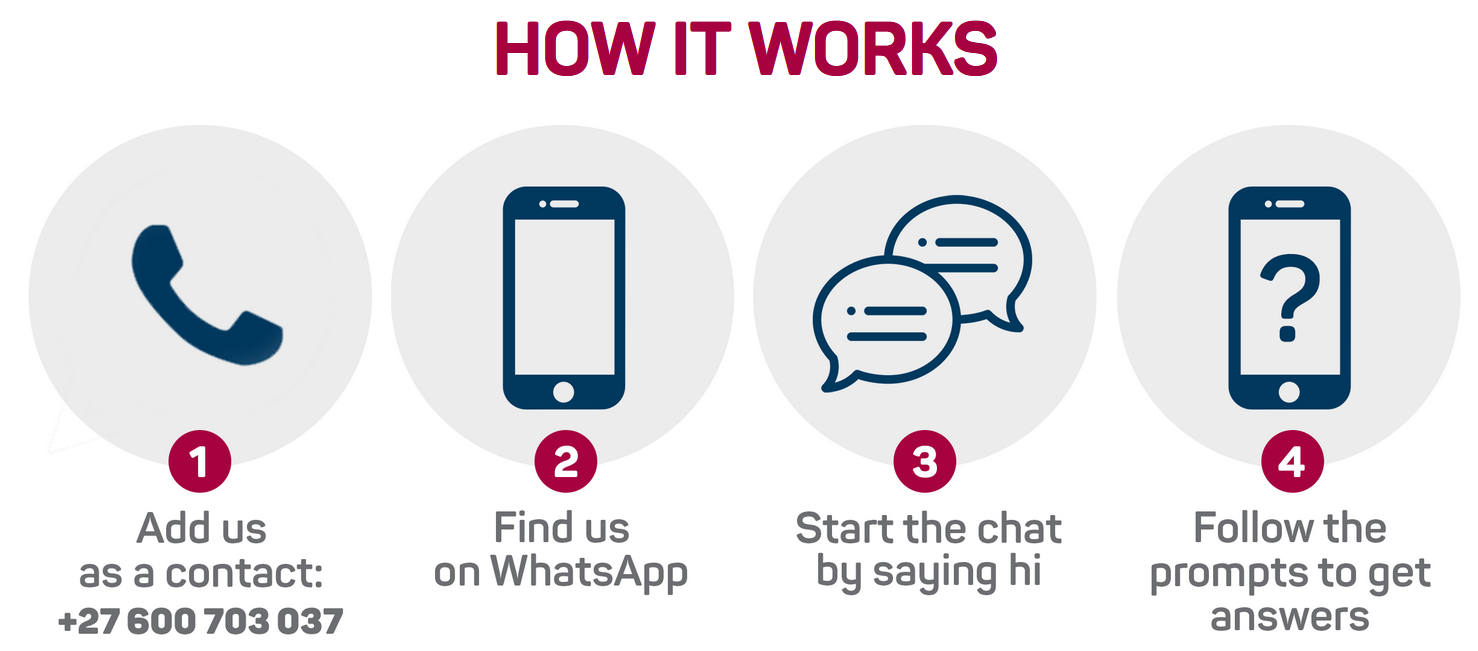 HOW IT WORKS
1
Add us
as a contact:
+27 600 703 037
2
Find us
on WhatsApp
3
Start the chat
by saying hi
?
4
Follow the
prompts to get
answers